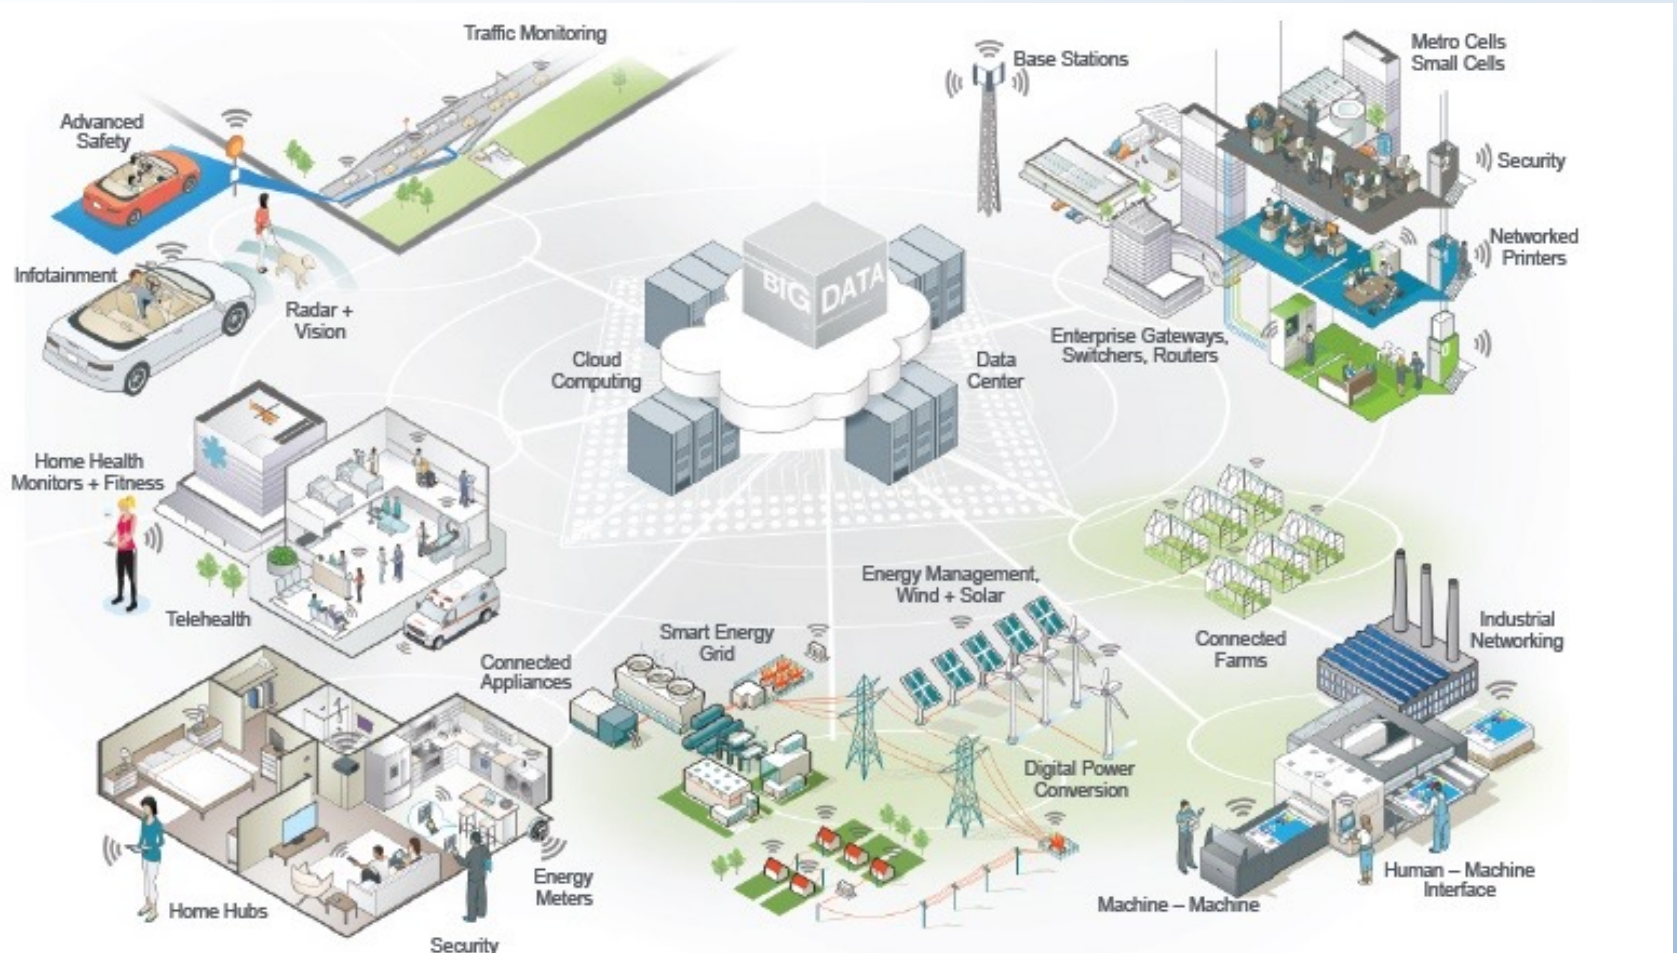 Traffic Monitoring
Base Stations
Metro Cells
Small Cells
Advanced
Safety
Security
Networked
Printers
Infotainment
Radar +
Vision
BIG DATA
Enterprise Gateways,
Switchers, Routers
Cloud
Computing
Data
Center
Home Health
Monitors + Fitness
Telehealth
Energy Management,
Wind + Solar
Smart Energy
Grid
Connected
Farms
Industrial
Networking
Connected
Appliances
Digital Power
Conversion
Energy
Meters
Human – Machine
Interface
Machine – Machine
Home Hubs
Security